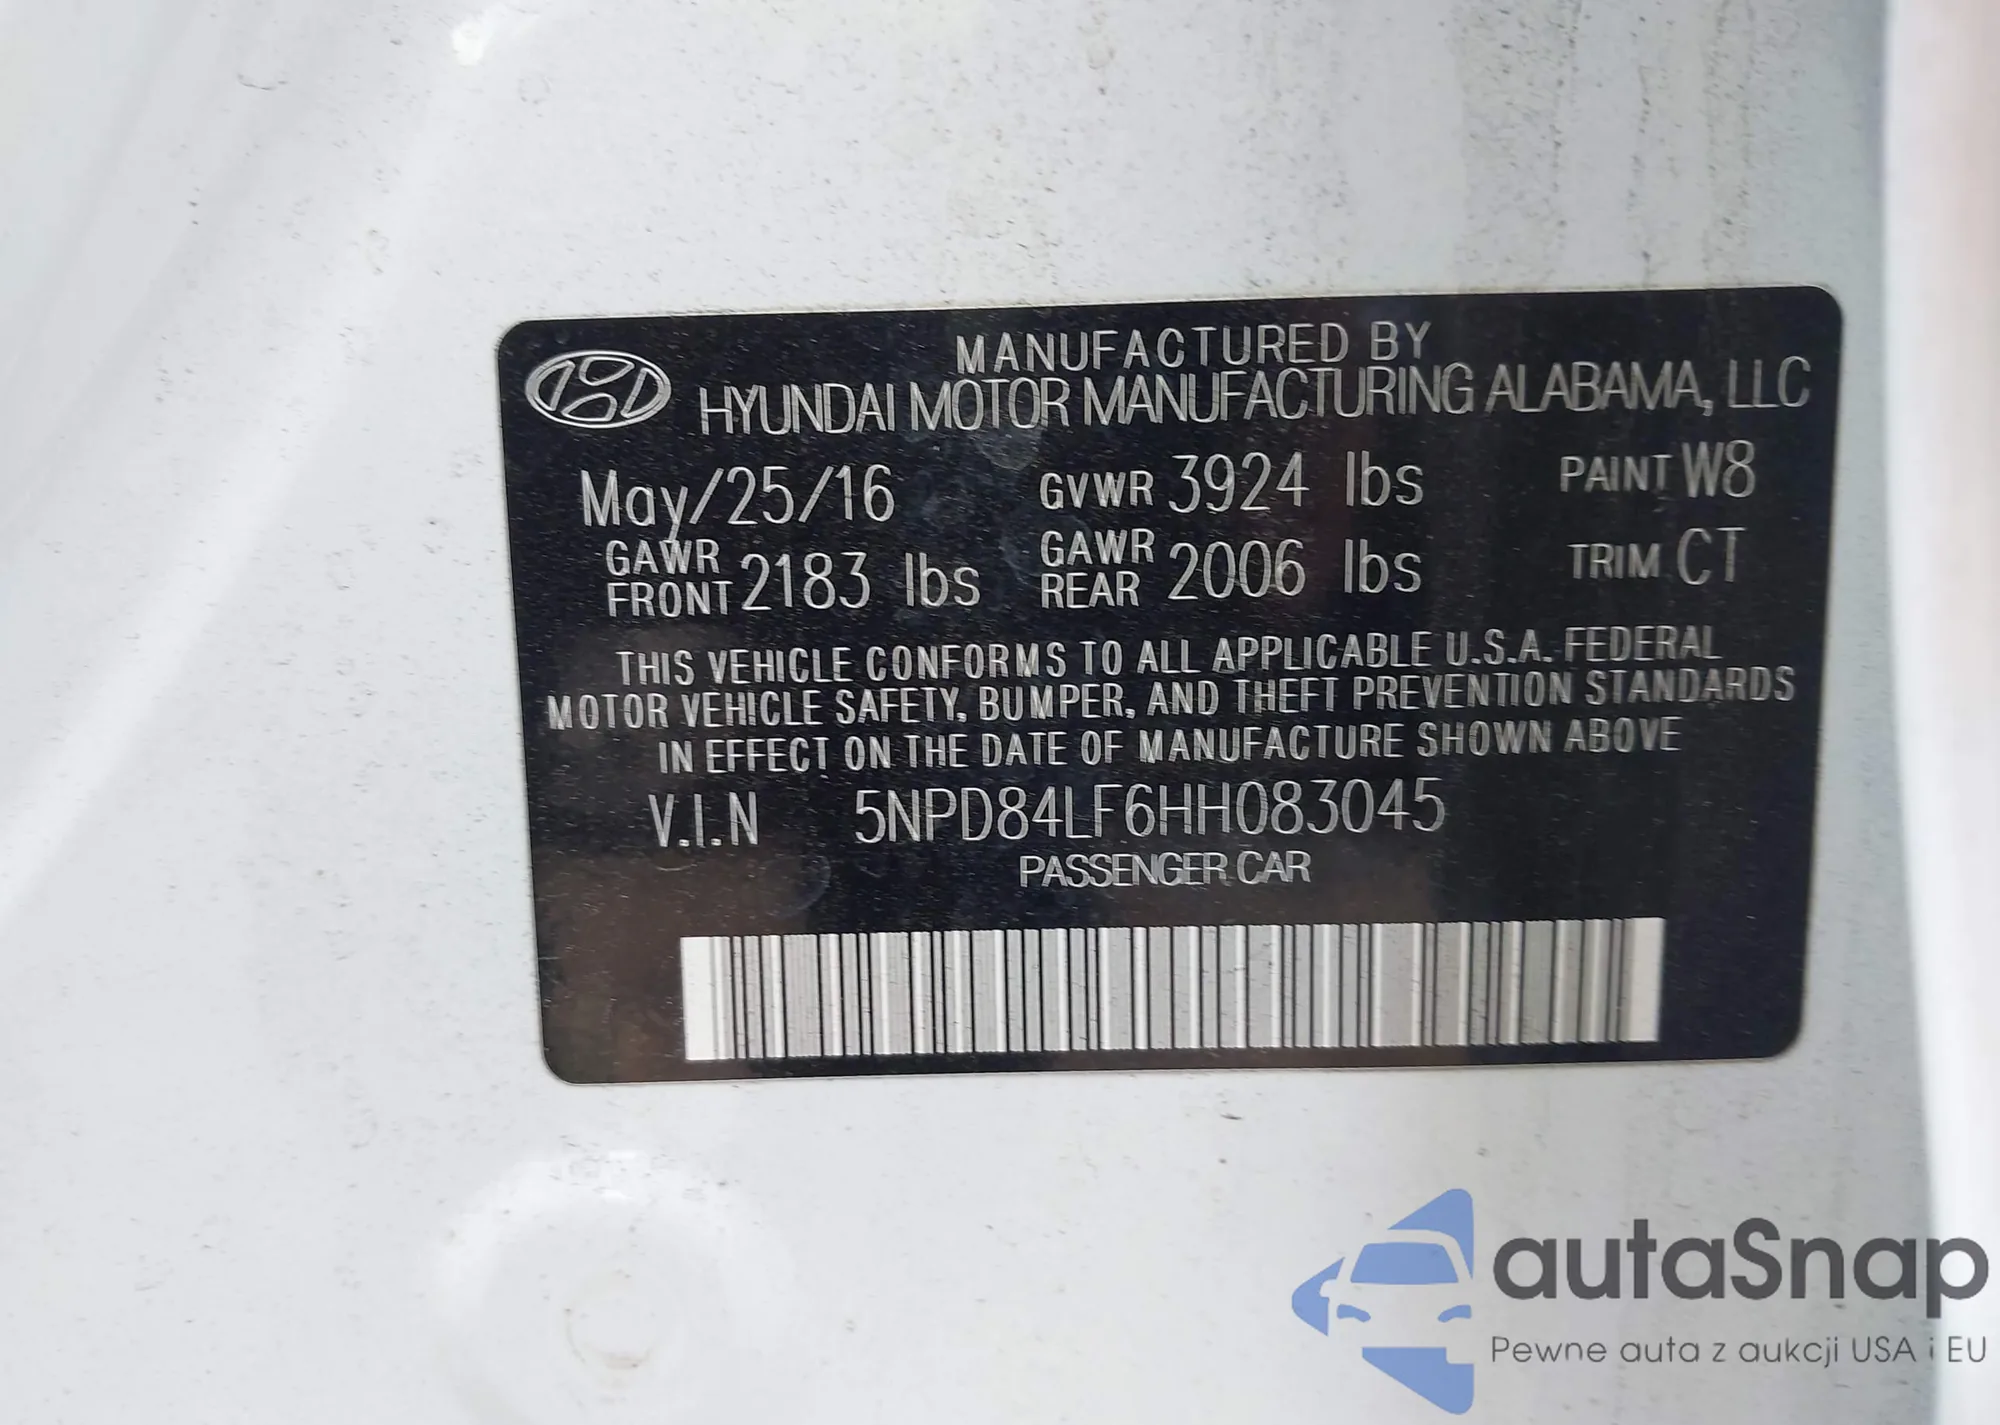 MANUFACTURED BY
HYUNDAI MOTOR MANUFACTURING ALABAMA, LLC
May/25/16 GVWR 3924 lbs PAINT W8
GAWR FRONT 2183 lbs GAWR REAR 2006 lbs TRIM CT
THIS VEHICLE CONFORMS TO ALL APPLICABLE U.S.A. FEDERAL
MOTOR VEHICLE SAFETY, BUMPER, AND THEFT PREVENTION STANDARDS
IN EFFECT ON THE DATE OF MANUFACTURE SHOWN ABOVE
V.I.N 5NPD84LF6HH083045
PASSENGER CAR
autaSnap
Pewne auta z aukcji USA i EU